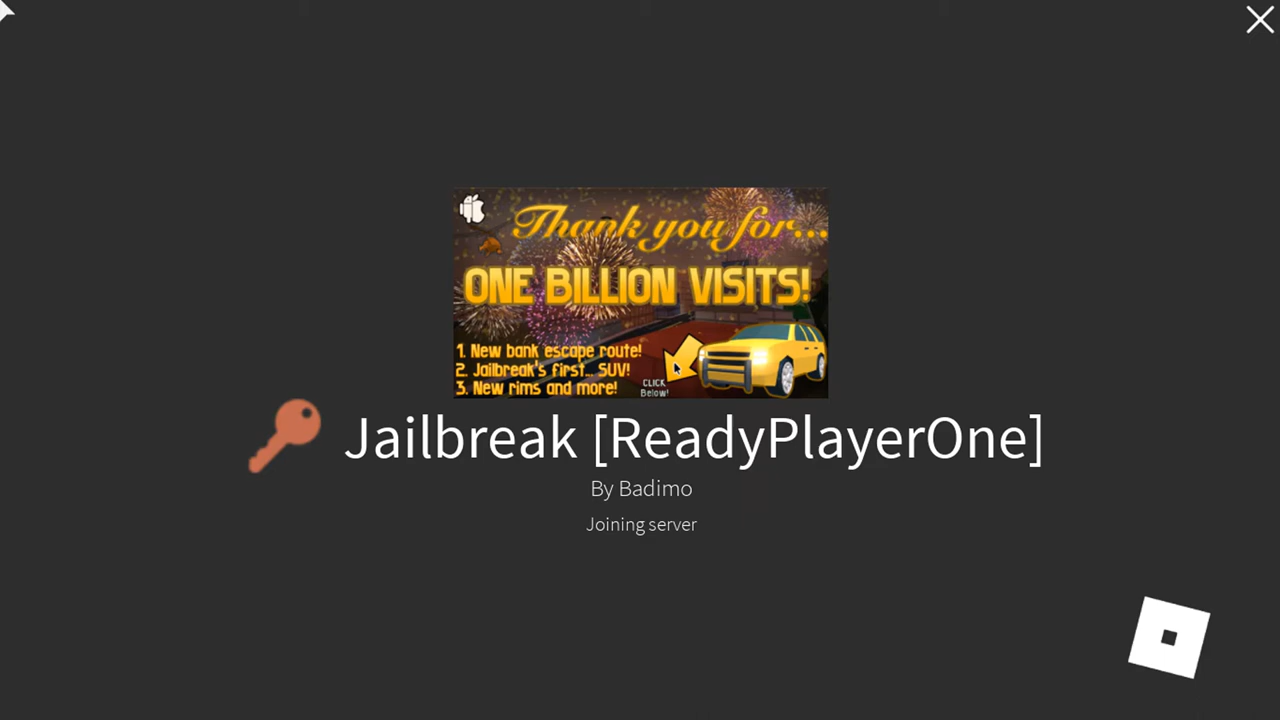 Thank you for...
ONE BILLION VISITS!
1. New bank escape route!
2. Jailbreak's first... SUV!
3. New rims and more!
CLICK
Below!
Jailbreak [ReadyPlayerOne]
By Badimo
Joining server